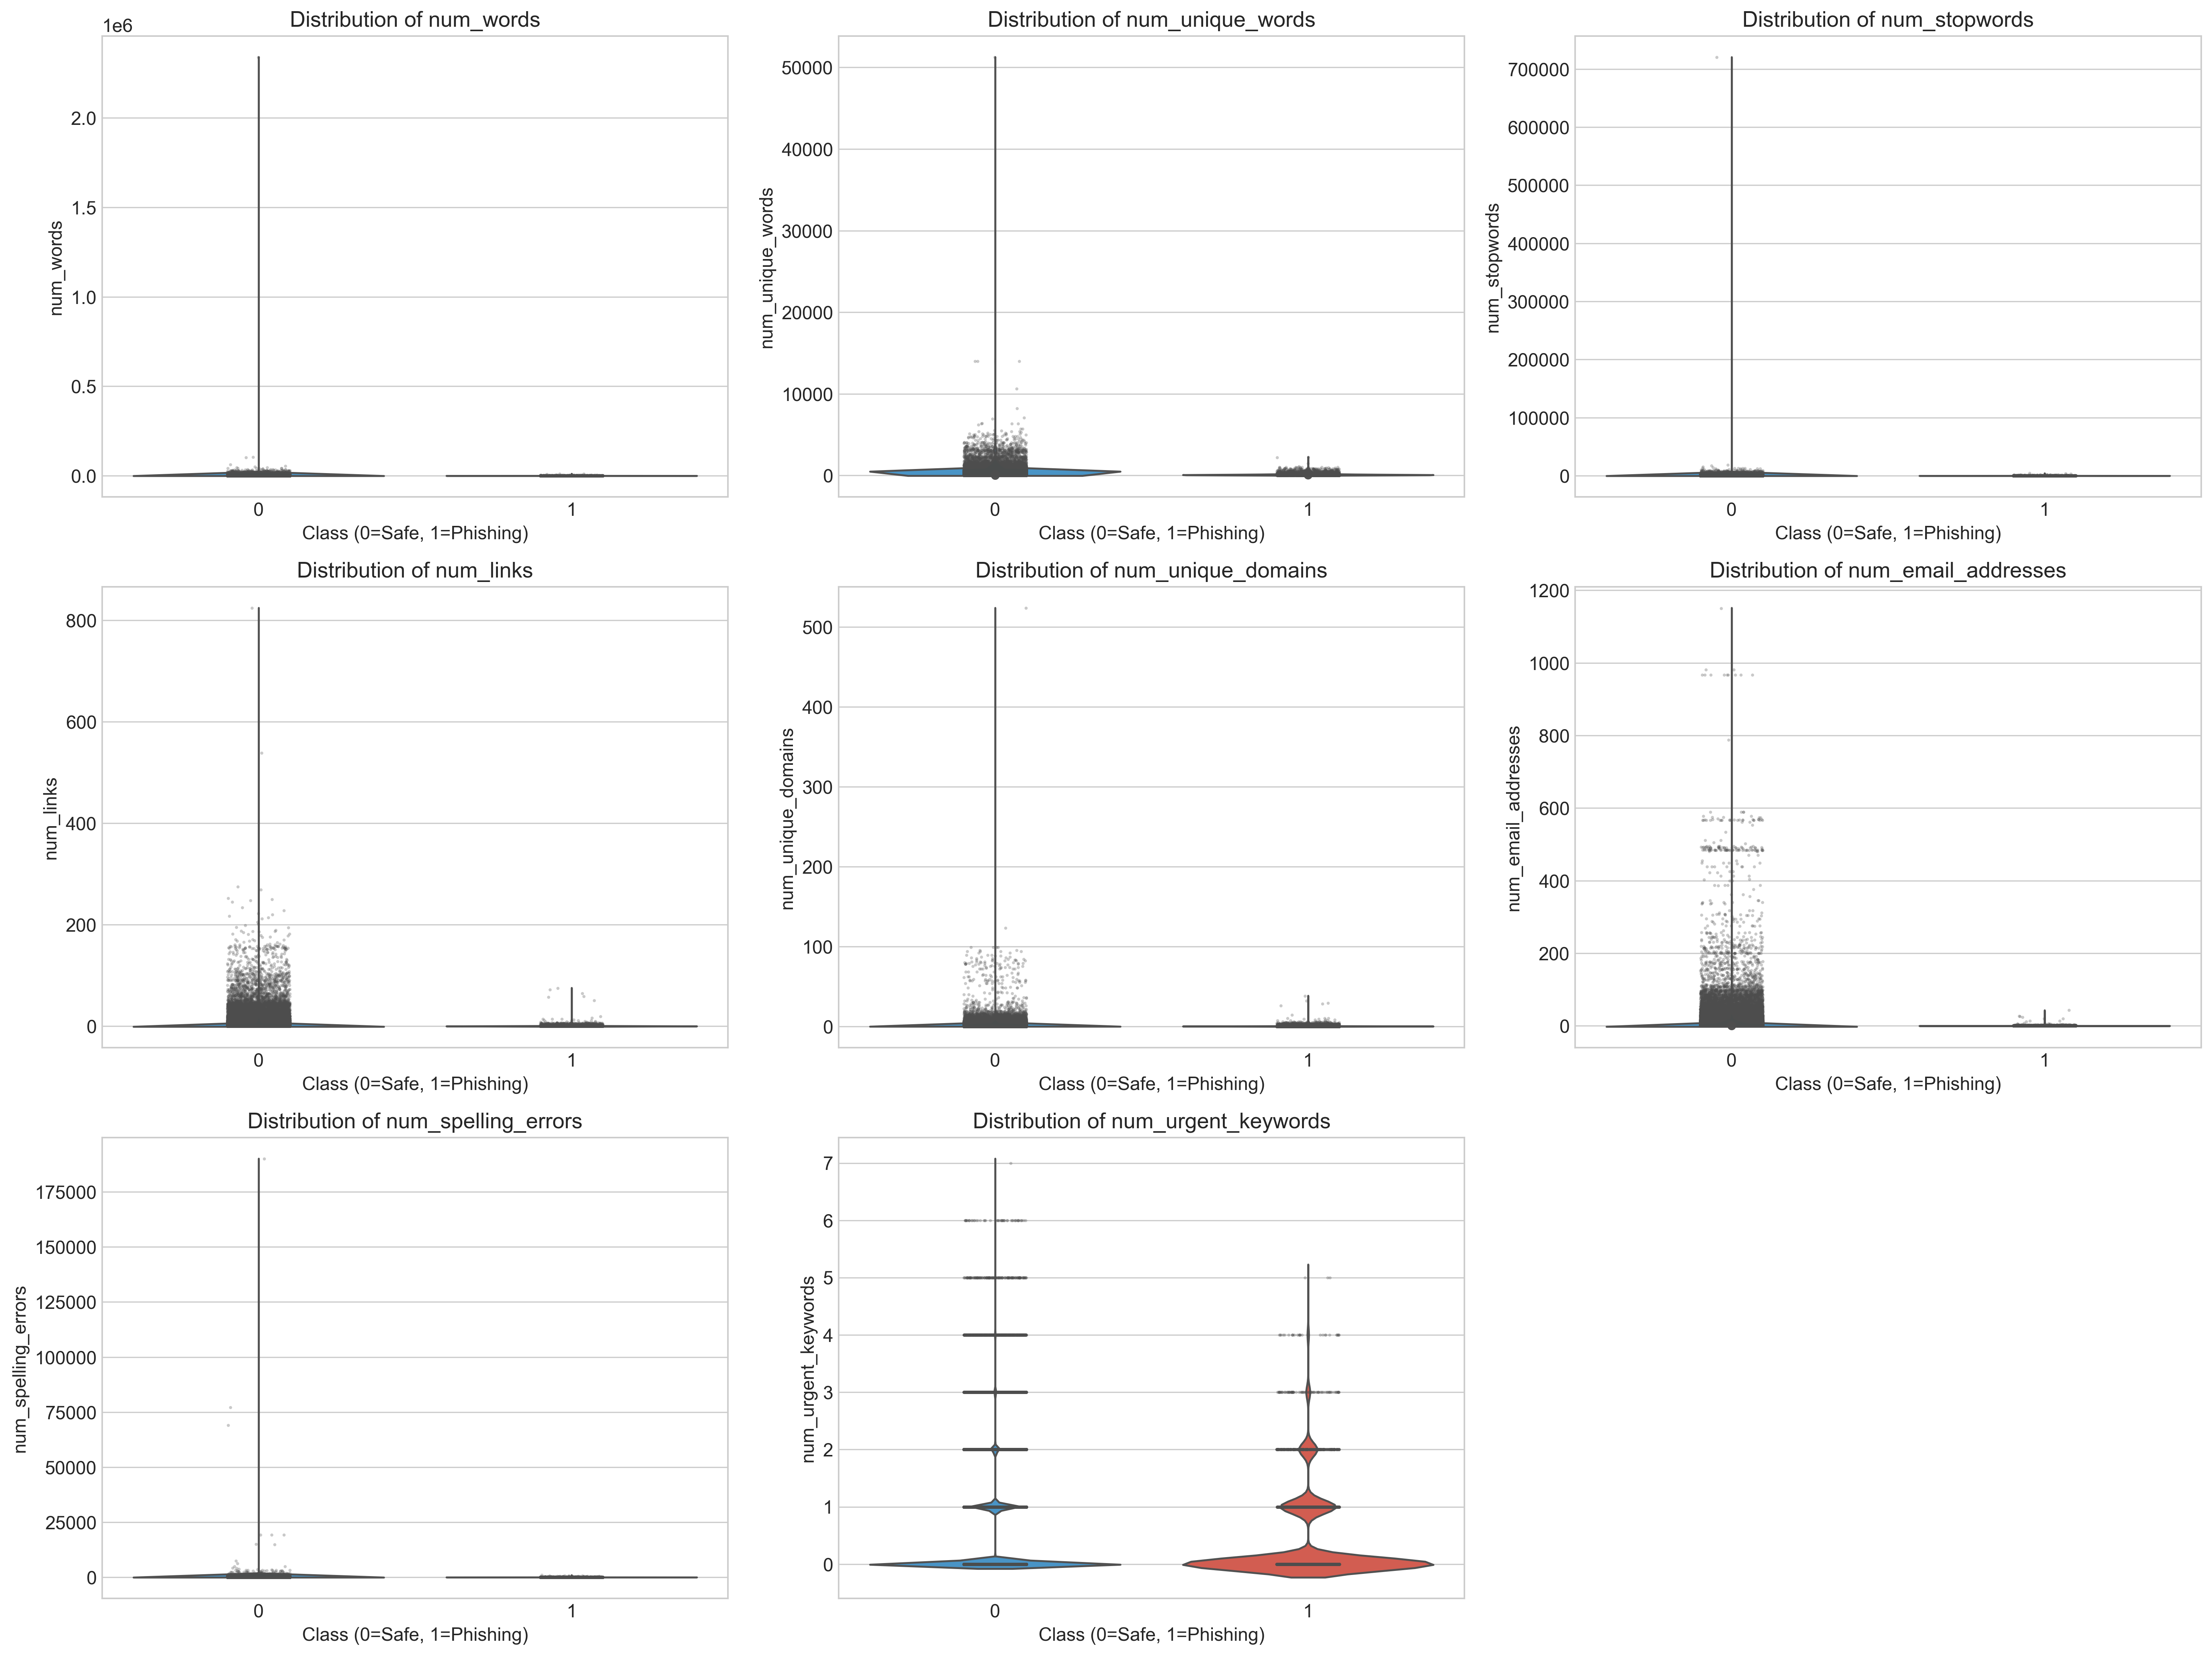 Distribution of num_words
1e6
2.0
1.5
1.0
0.5
0.0
num_words
0
1
Class (0=Safe, 1=Phishing)
Distribution of num_unique_words
50000
40000
30000
20000
10000
0
num_unique_words
0
1
Class (0=Safe, 1=Phishing)
Distribution of num_stopwords
700000
600000
500000
400000
300000
200000
100000
0
num_stopwords
0
1
Class (0=Safe, 1=Phishing)
Distribution of num_links
800
600
400
200
0
num_links
0
1
Class (0=Safe, 1=Phishing)
Distribution of num_unique_domains
500
400
300
200
100
0
num_unique_domains
0
1
Class (0=Safe, 1=Phishing)
Distribution of num_email_addresses
1200
1000
800
600
400
200
0
num_email_addresses
0
1
Class (0=Safe, 1=Phishing)
Distribution of num_spelling_errors
175000
150000
125000
100000
75000
50000
25000
0
num_spelling_errors
0
1
Class (0=Safe, 1=Phishing)
Distribution of num_urgent_keywords
7
6
5
4
3
2
1
0
num_urgent_keywords
0
1
Class (0=Safe, 1=Phishing)